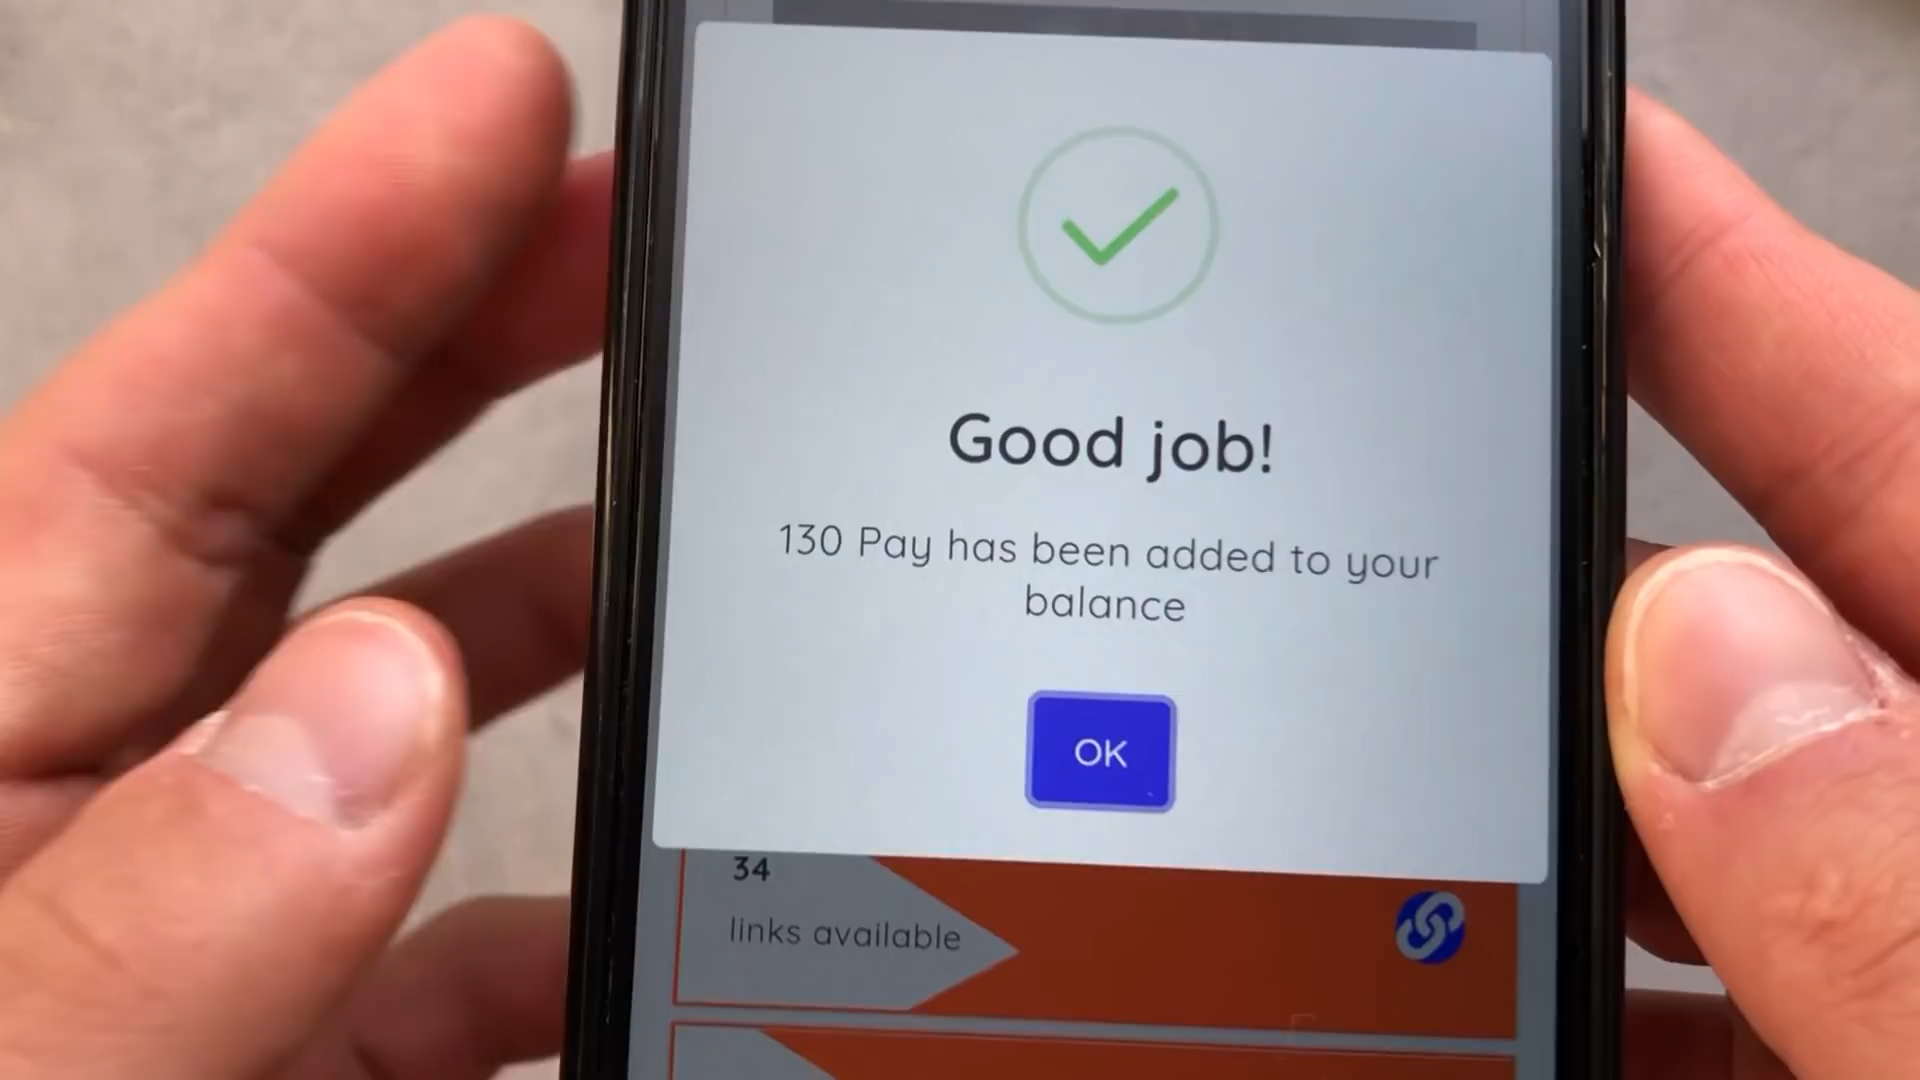 Good job!
130 Pay has been added to your
balance
OK
34
links available